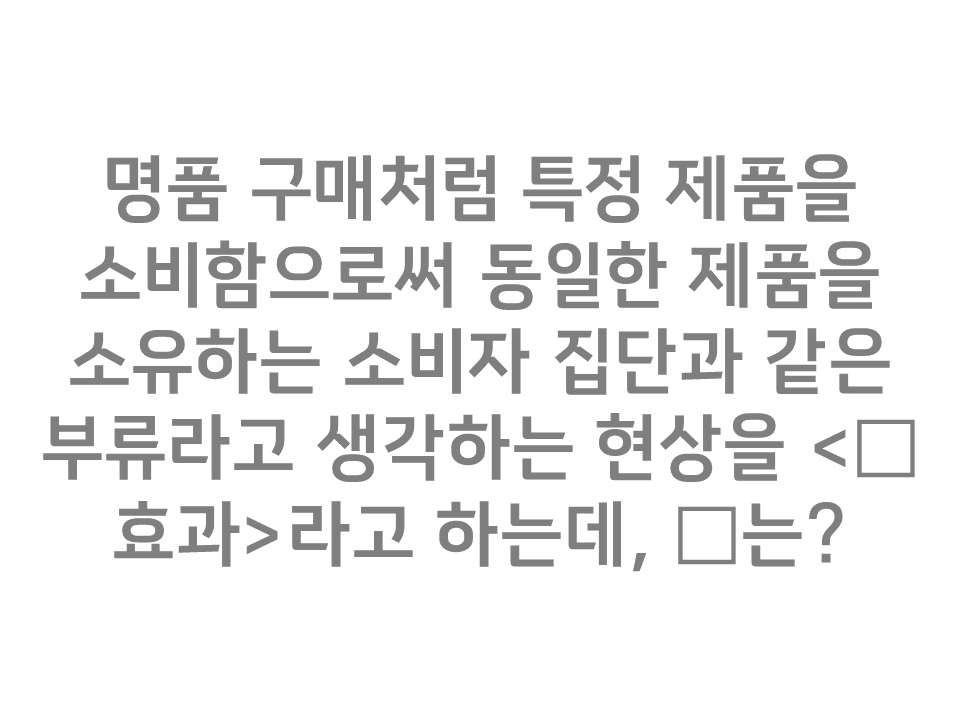 명품 구매처럼 특정 제품을
소비함으로써 동일한 제품을
소유하는 소비자 집단과 같은
부류라고 생각하는 현상을 <□
효과>라고 하는데, □는?